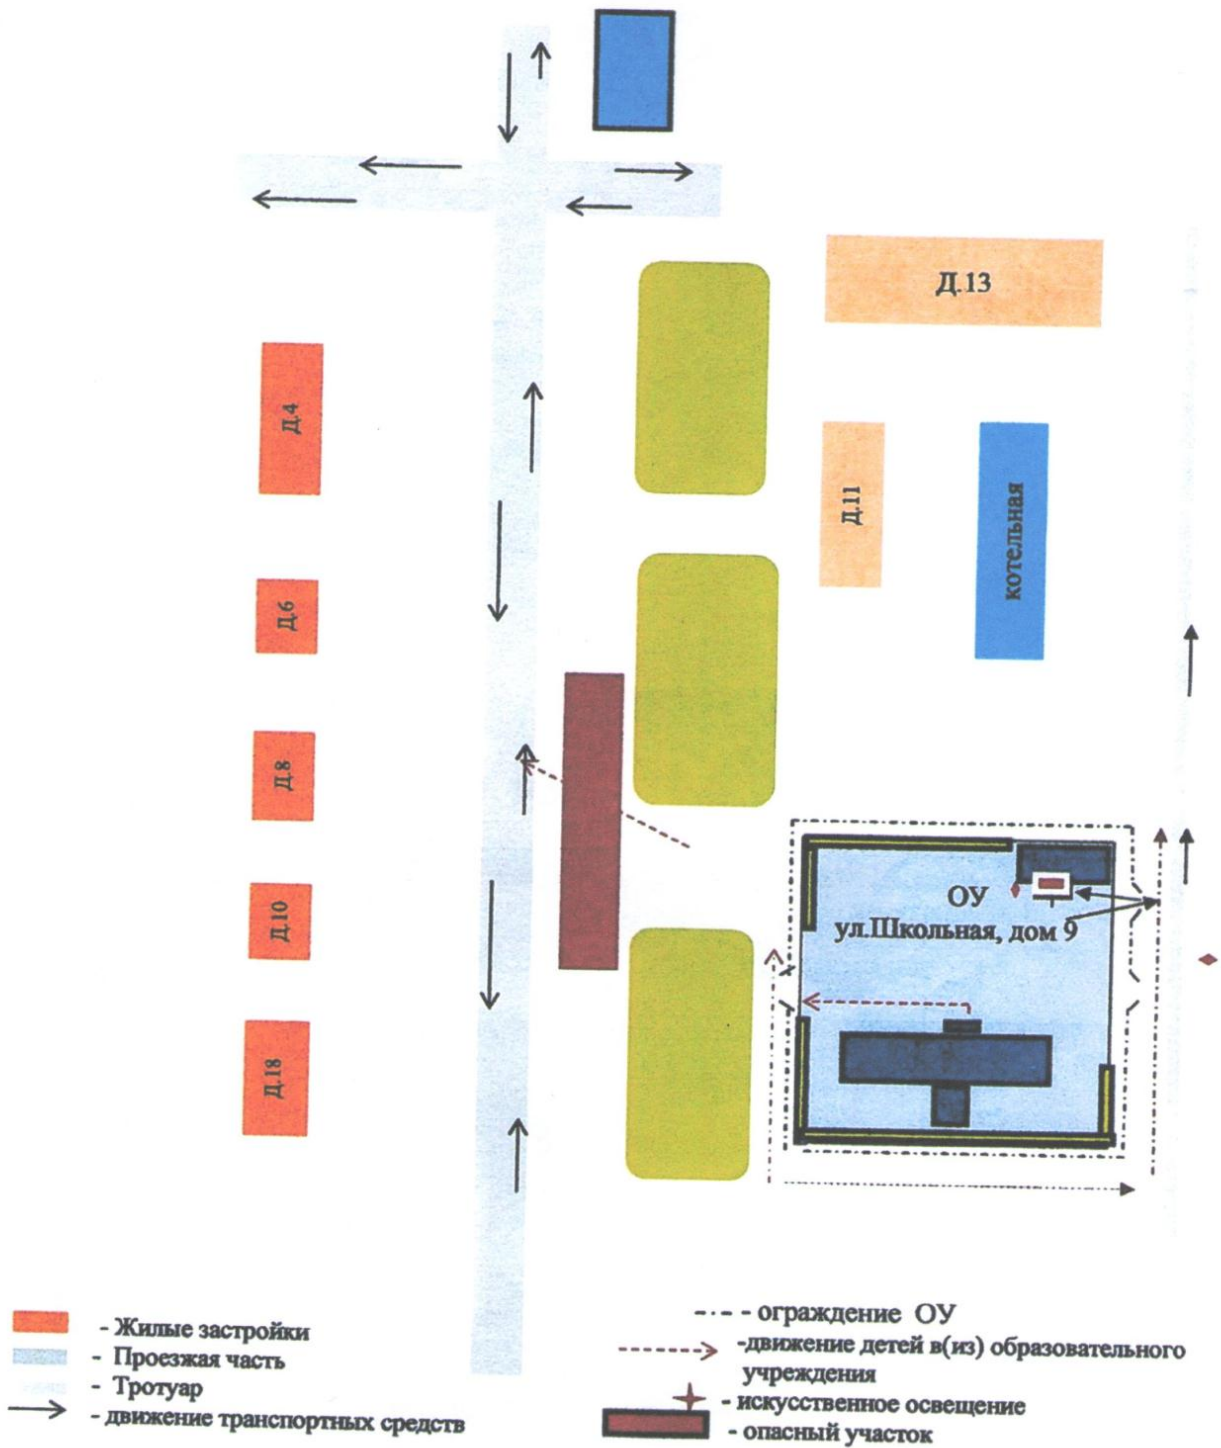 Д.13
Д.4
Д.11
котельная
Д.6
Д.8
ОУ
ул.Школьная, дом 9
Д.10
Д.18
- Жилые застройки
- Проезжая часть
- Тротуар
- движение транспортных средств
- ограждение ОУ
-движение детей в(из) образовательного
учреждения
- искусственное освещение
- опасный участок